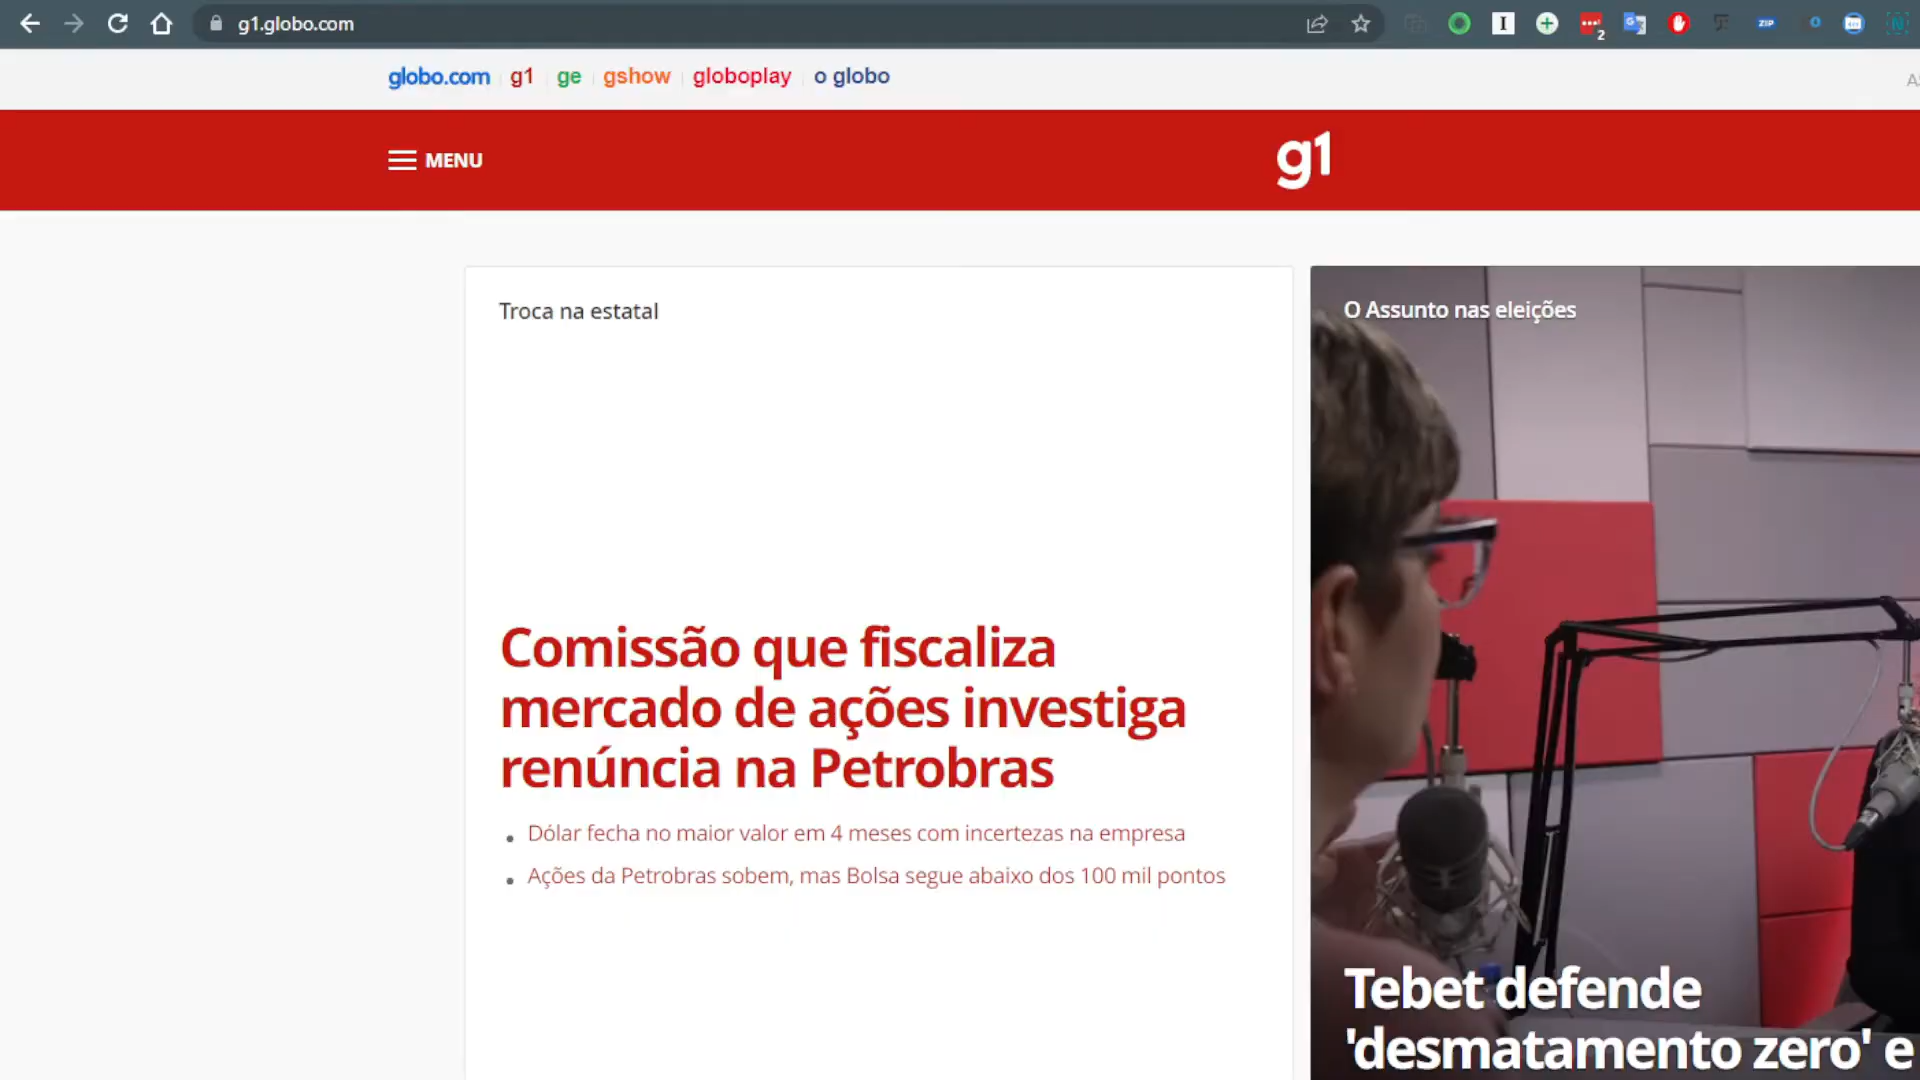 g1.globo.com
2
ZIP
globo.com g1 ge gshow globoplay o globo
MENU
g1
Troca na estatal
Comissão que fiscaliza
mercado de ações investiga
renúncia na Petrobras
Dólar fecha no maior valor em 4 meses com incertezas na empresa
Ações da Petrobras sobem, mas Bolsa segue abaixo dos 100 mil pontos
O Assunto nas eleições
Tebet defende
'desmatamento zero' e